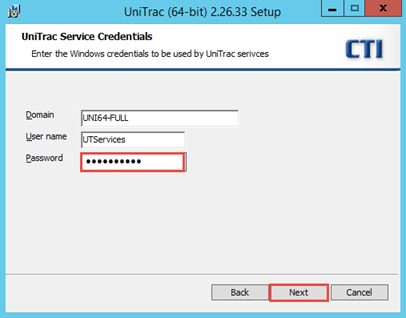 UniTrac (64-bit) 2.26.33 Setup
UniTrac Service Credentials
Enter the Windows credentials to be used by UniTrac serivces
CTI
Domain
UNI64-FULL
User name
UTServices
Password
●●●●●●●●●●
Back
Next
Cancel